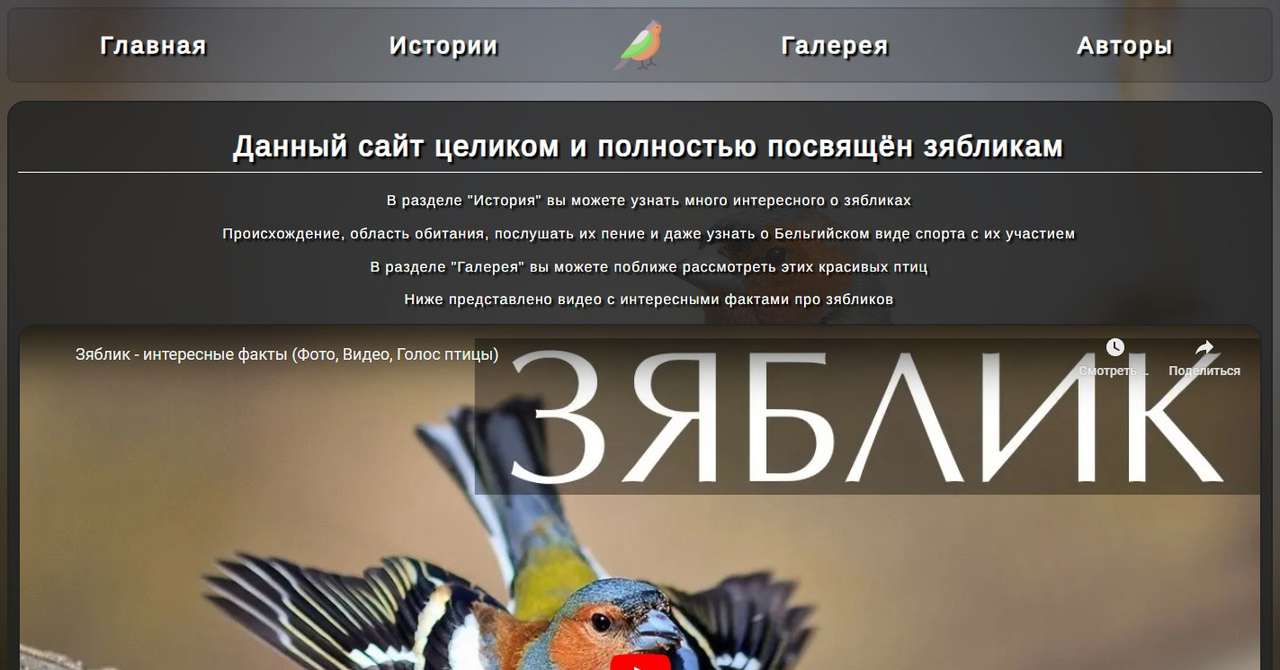 Главная Истории Галерея Авторы
Данный сайт целиком и полностью посвящён зябликам
В разделе "История" вы можете узнать много интересного о зябликах
Происхождение, область обитания, послушать их пение и даже узнать о Бельгийском виде спорта с их участием
В разделе "Галерея" вы можете поближе рассмотреть этих красивых птиц
Ниже представлено видео с интересными фактами про зябликов
Зяблик - интересные факты (Фото, Видео, Голос птицы)
Смотреть ... Поделиться
ЗЯБЛИК